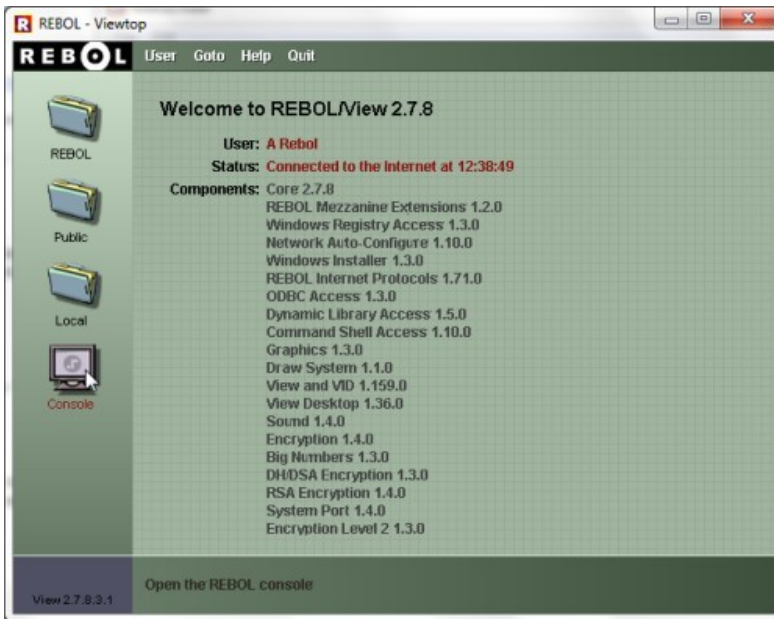 REBOL - Viewtop
REBOL User Goto Help Quit
REBOL
Public
Local
Console
Welcome to REBOL/View 2.7.8
User: A Rebol
Status: Connected to the Internet at 12:38:49
Components: Core 2.7.8
REBOL Mezzanine Extensions 1.2.0
Windows Registry Access 1.3.0
Network Auto-Configure 1.10.0
Windows Installer 1.3.0
REBOL Internet Protocols 1.71.0
ODBC Access 1.3.0
Dynamic Library Access 1.5.0
Command Shell Access 1.10.0
Graphics 1.3.0
Draw System 1.1.0
View and VID 1.159.0
View Desktop 1.36.0
Sound 1.4.0
Encryption 1.4.0
Big Numbers 1.3.0
DH/DSA Encryption 1.3.0
RSA Encryption 1.4.0
System Port 1.4.0
Encryption Level 2 1.3.0
View 2.7.8.3.1
Open the REBOL console